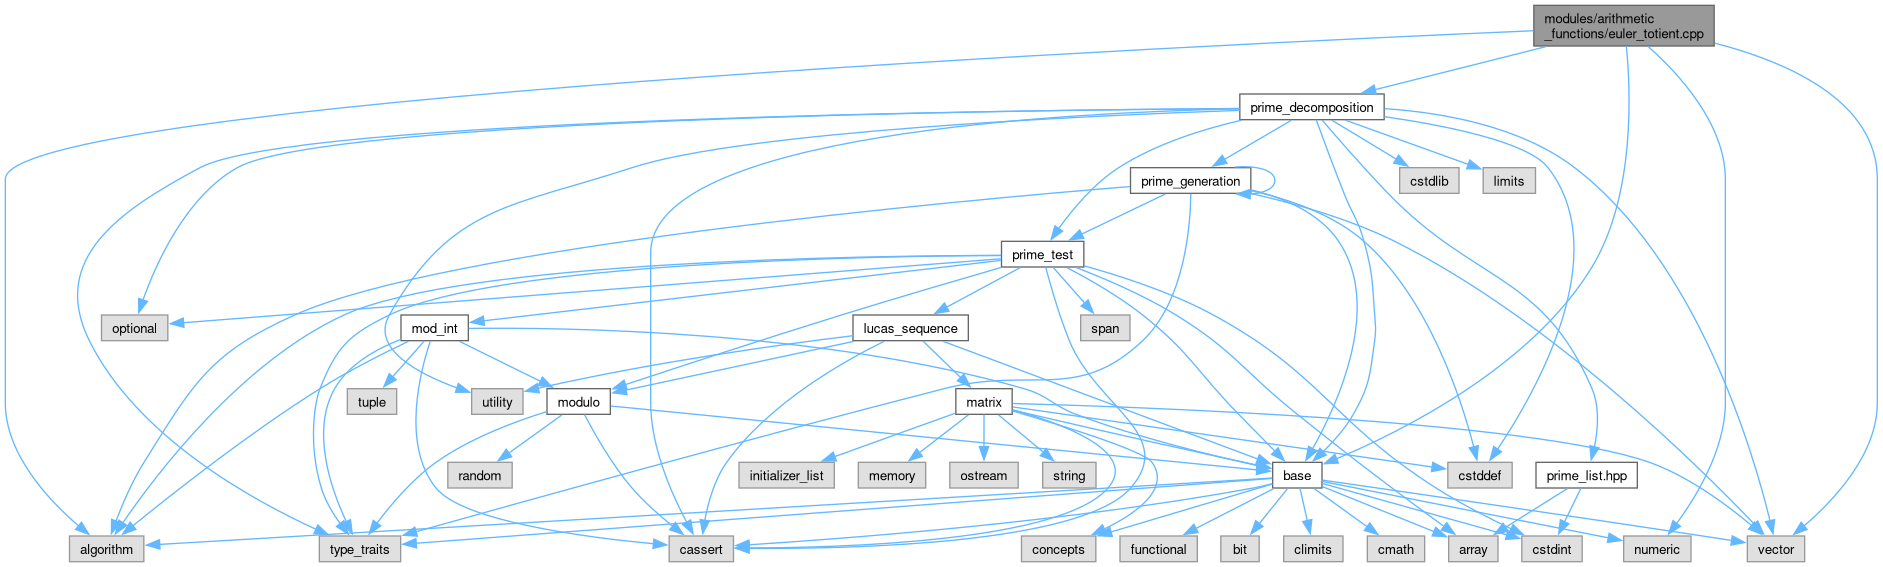 modules/arithmetic
_functions/euler_totient.cpp
prime_decomposition
prime_generation
cstdlib
limits
prime_test
optional
mod_int
lucas_sequence
span
tuple
utility
modulo
matrix
random
initializer_list
memory
ostream
string
base
cstddef
prime_list.hpp
algorithm
type_traits
cassert
concepts
functional
bit
climits
cmath
array
cstdint
numeric
vector